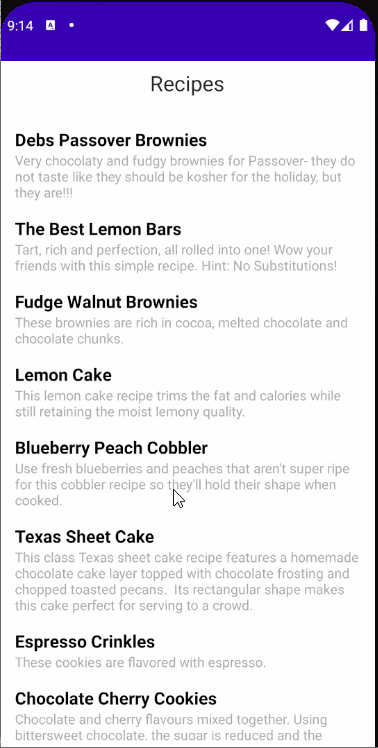 9:14 A
Recipes
Debs Passover Brownies
Very chocolaty and fudgy brownies for Passover- they do
not taste like they should be kosher for the holiday, but
they are!!!
The Best Lemon Bars
Tart, rich and perfection, all rolled into one! Wow your
friends with this simple recipe. Hint: No Substitutions!
Fudge Walnut Brownies
These brownies are rich in cocoa, melted chocolate and
chocolate chunks.
Lemon Cake
This lemon cake recipe trims the fat and calories while
still retaining the moist lemony quality.
Blueberry Peach Cobbler
Use fresh blueberries and peaches that aren't super ripe
for this cobbler recipe so they'll hold their shape when
cooked.
Texas Sheet Cake
This class Texas sheet cake recipe features a homemade
chocolate cake layer topped with chocolate frosting and
chopped toasted pecans.  Its rectangular shape makes
this cake perfect for serving to a crowd.
Espresso Crinkles
These cookies are flavored with espresso.
Chocolate Cherry Cookies
Chocolate and cherry flavours mixed together. Using
bittersweet chocolate, the sugar is reduced and the